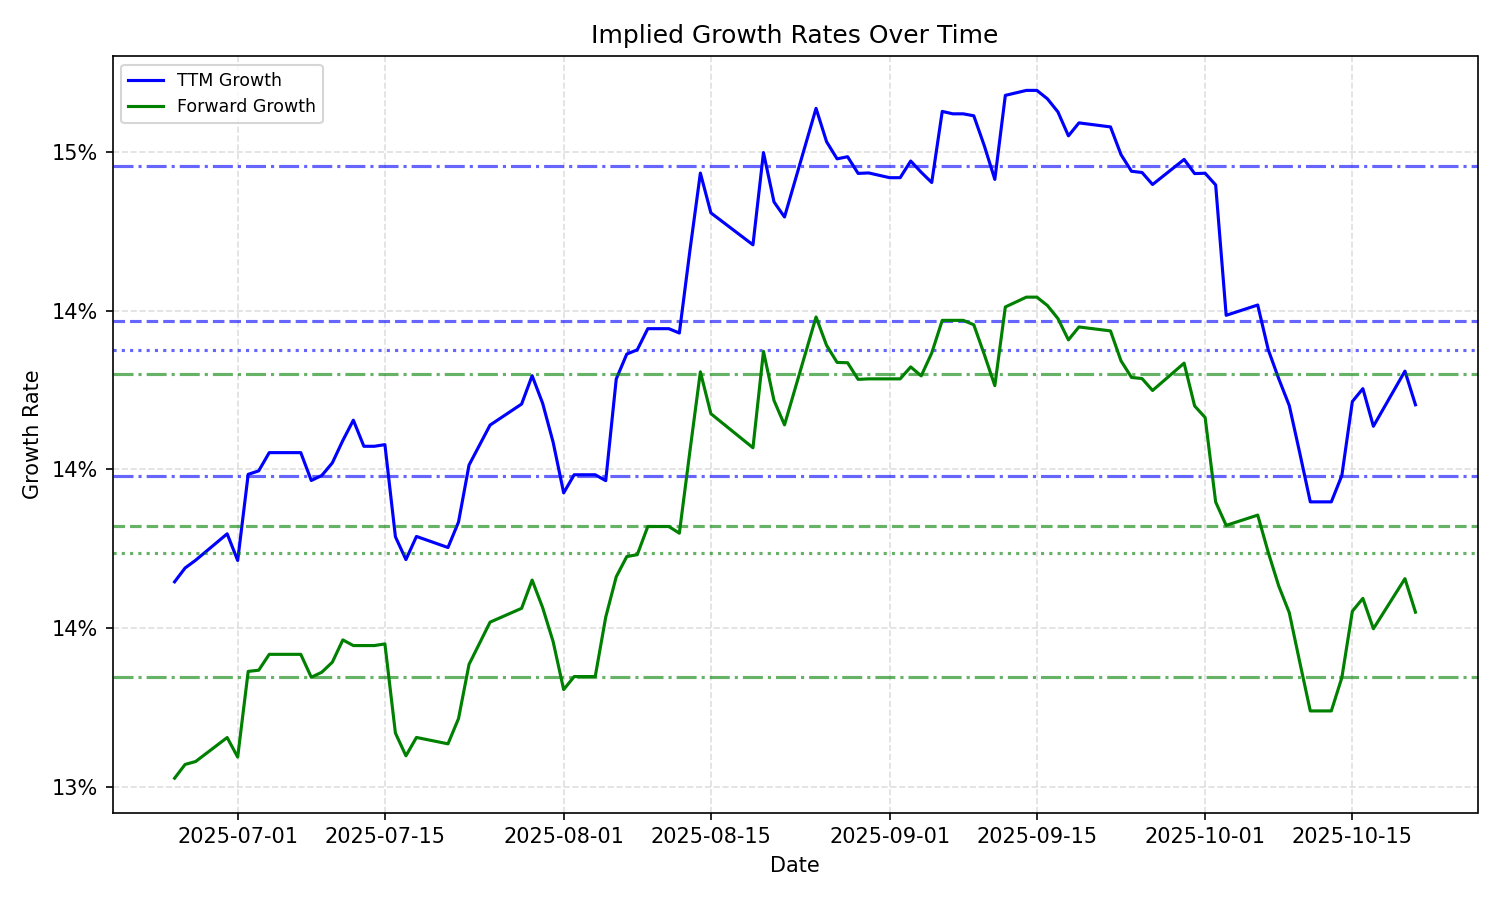 Implied Growth Rates Over Time
TTM Growth
Forward Growth
15%
14%
14%
14%
13%
Growth Rate
2025-07-01
2025-07-15
2025-08-01
2025-08-15
2025-09-01
2025-09-15
2025-10-01
2025-10-15
Date